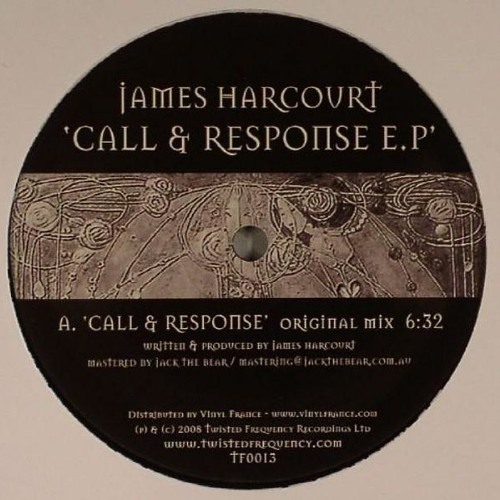 JAMES HARCOURT
'CALL & RESPONSE E.P'
A. 'CALL & RESPONSE' ORIGINAL MIX 6:32
WRITTEN & PRODUCED BY JAMES HARCOURT
MASTERED BY JACK THE BEAR / MASTERING@JACKTHEBEAR.COM.AU
DISTRIBUTED BY VINYL FRANCE - WWW.VINYLFRANCE.COM
(P) & (C) 2008 TWISTED FREQUENCY RECORDINGS LTD
WWW.TWISTEDFREQUENCY.COM
TF0013